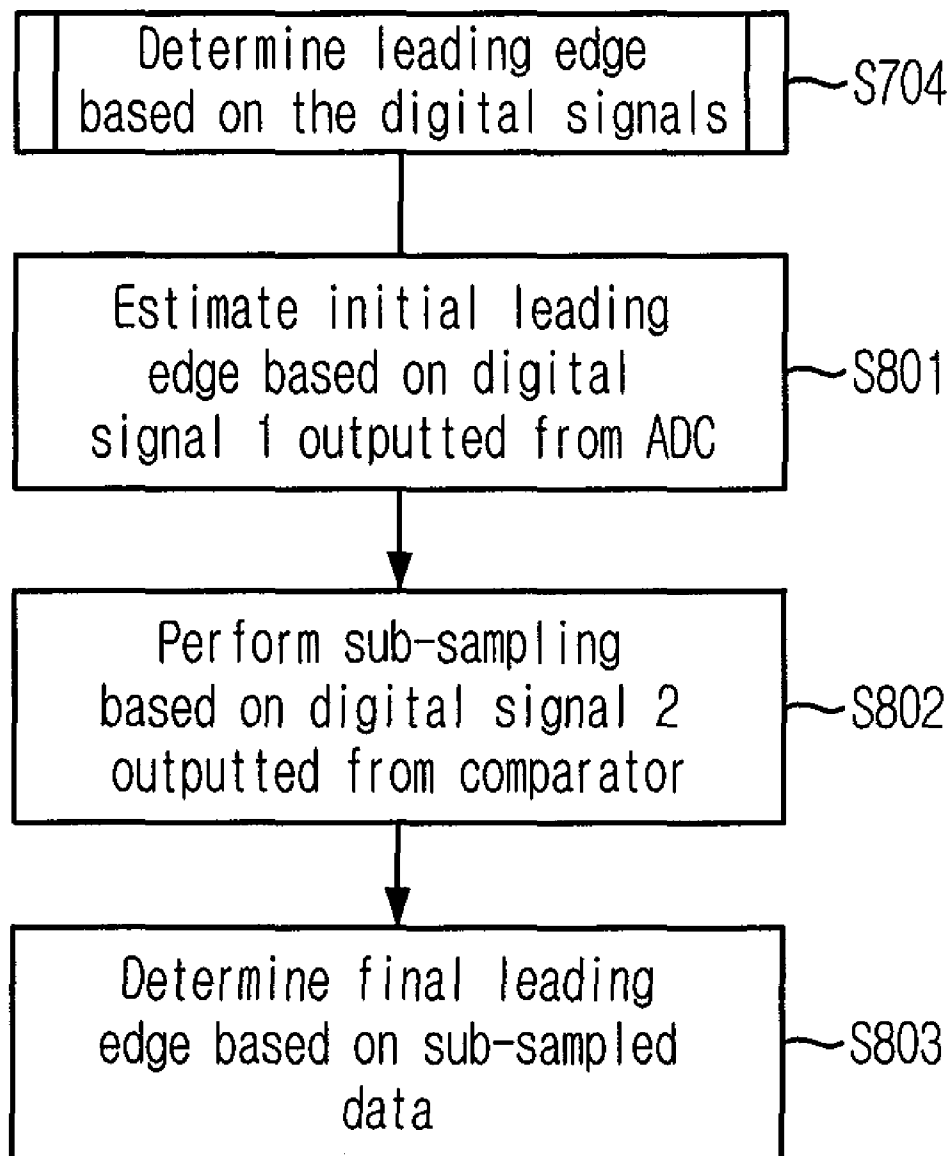 Determine leading edge
based on the digital signals
S704
Estimate initial leading
edge based on digital
signal 1 outputted from ADC
S801
Perform sub-sampling
based on digital signal 2
outputted from comparator
S802
Determine final leading
edge based on sub-sampled
data
S803